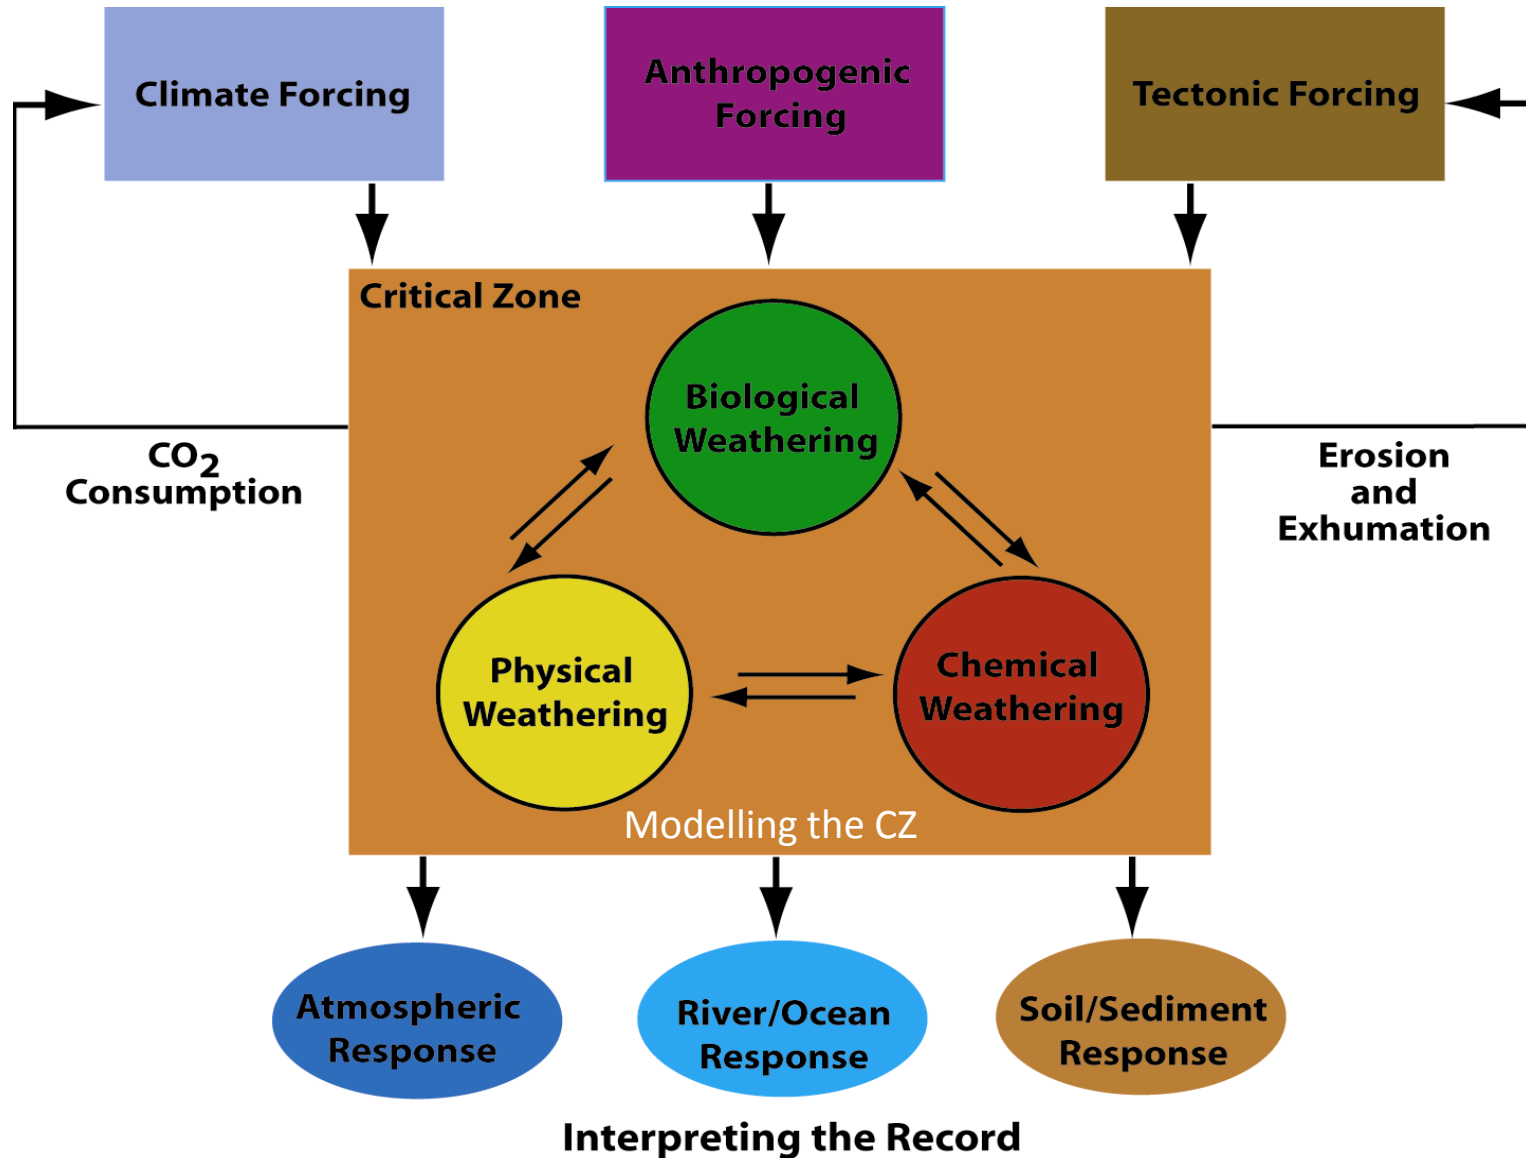 Climate Forcing
Anthropogenic
Forcing
Tectonic Forcing
Critical Zone
Biological
Weathering
CO2
Consumption
Erosion
and
Exhumation
Physical
Weathering
Chemical
Weathering
Modelling the CZ
Atmospheric
Response
River/Ocean
Response
Soil/Sediment
Response
Interpreting the Record